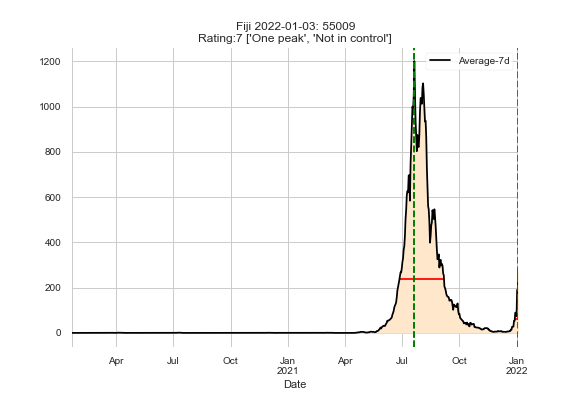 Fiji 2022-01-03: 55009
Rating:7 ['One peak', 'Not in control']
Average-7d
1200
1000
800
600
400
200
0
Apr Jul Oct Jan Apr Jul Oct Jan
2021 2022
Date